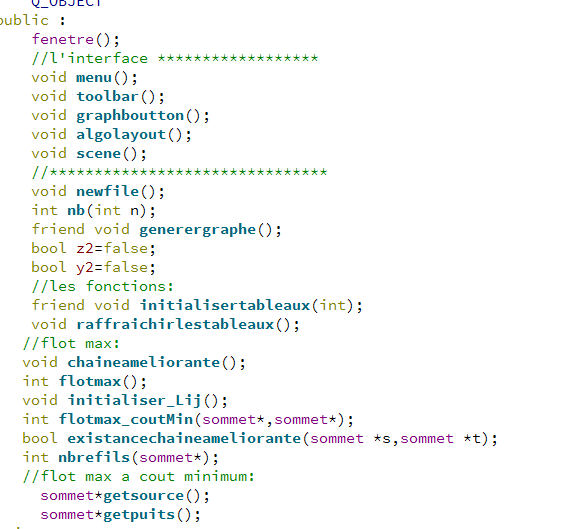 Q_OBJECT
public :
fenetre();
//l'interface ******************
void menu();
void toolbar();
void graphboutton();
void algolayout();
void scene();
//*******************************
void newfile();
int nb(int n);
friend void generergraphe();
bool z2=false;
bool y2=false;
//les fonctions:
friend void initialisertableaux(int);
void raffraichirlestableaux();
//flot max:
void chaineameliorante();
int flotmax();
void initialiser_Lij();
int flotmax_coutMin(sommet*,sommet*);
bool existancechaineameliorante(sommet *s,sommet *t);
int nbrefils(sommet*);
//flot max a cout minimum:
sommet*getsource();
sommet*getpuits();